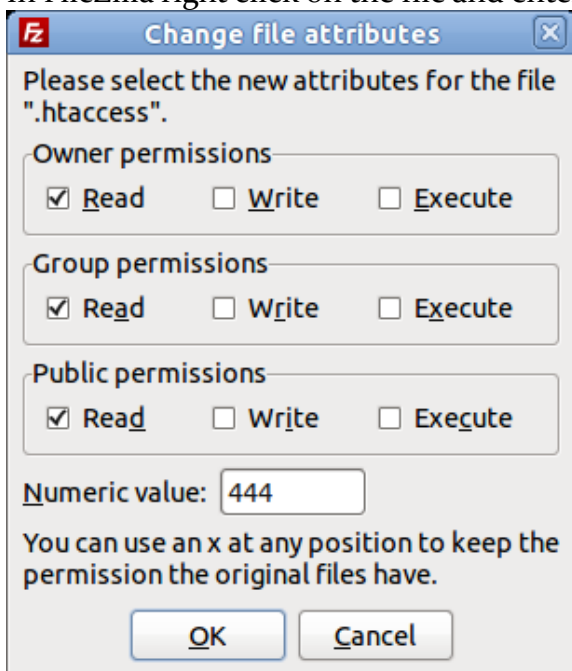 in FileZilla right click on the file and ente
Fz Change file attributes
Please select the new attributes for the file
".htaccess".
Owner permissions
Read Write Execute
Group permissions
Read Write Execute
Public permissions
Read Write Execute
Numeric value: 444
You can use an x at any position to keep the
permission the original files have.
OK Cancel